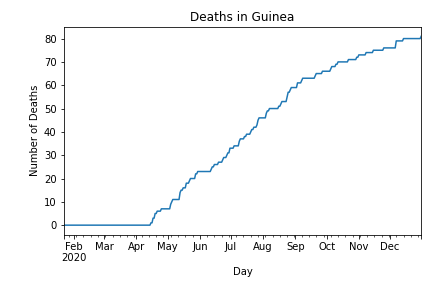 Deaths in Guinea
80
70
60
50
40
30
20
10
0
Number of Deaths
Feb Mar Apr May Jun Jul Aug Sep Oct Nov Dec
2020
Day